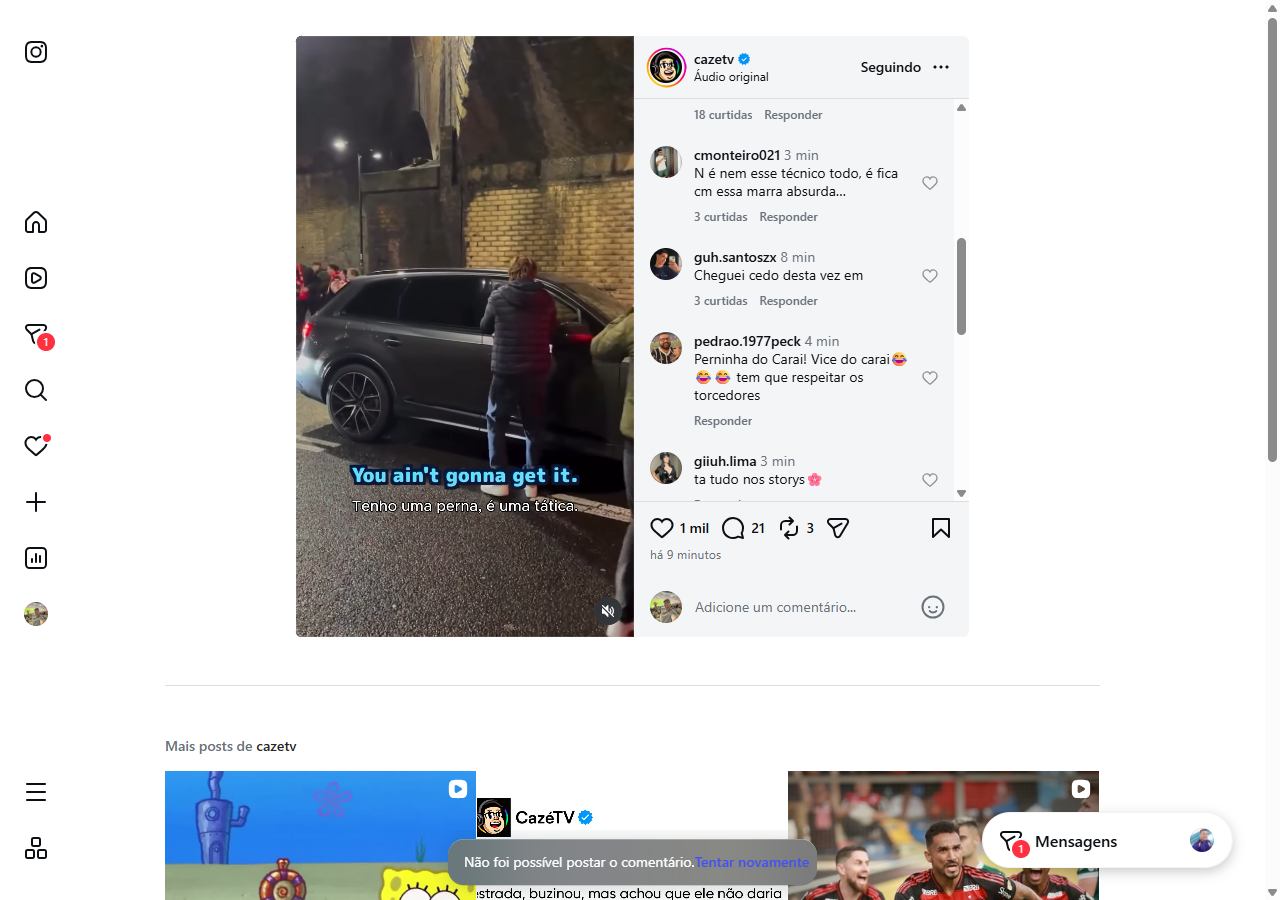 You ain't gonna get it.
Tenho uma perna, é uma tática.
cazetv
Áudio original
Seguindo
18 curtidas Responder
cmonteiro021 3 min
N é nem esse técnico todo, é fica
cm essa marra absurda...
3 curtidas Responder
guh.santoszx 8 min
Cheguei cedo desta vez em
3 curtidas Responder
pedrao.1977peck 4 min
Perninha do Carai! Vice do carai😂
😂😂 tem que respeitar os
torcedores
Responder
giiuh.lima 3 min
ta tudo nos storys🌸
1 mil 21 3
há 9 minutos
Adicione um comentário...
1
Mais posts de cazetv
CazéTV
estrada, buzinou, mas achou que ele não daria
Não foi possível postar o comentário.Tentar novamente
1
Mensagens